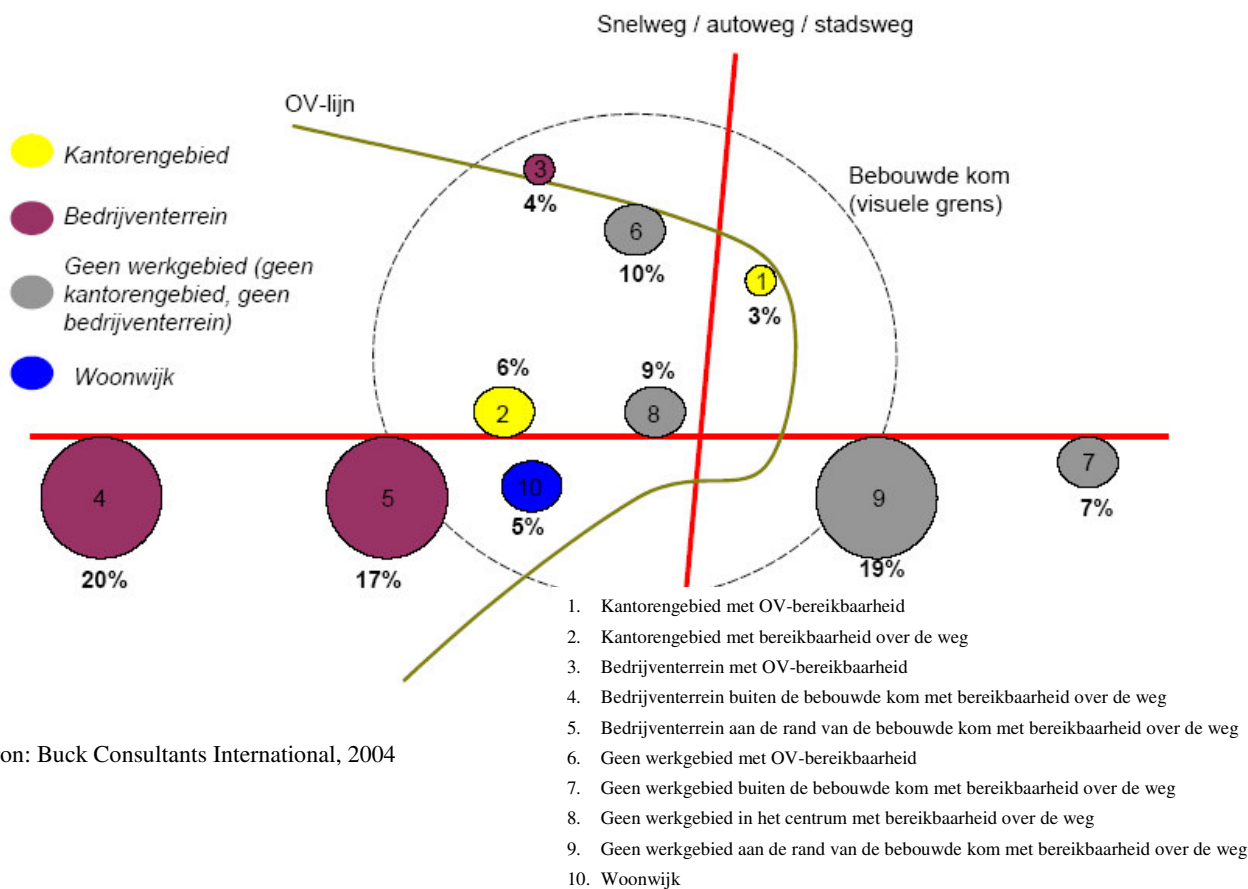 Snelweg / autoweg / stadsweg
OV-lijn
Kantorengebied
Bedrijventerrein
Geen werkgebied (geen
kantorengebied, geen
bedrijventerrein)
Woonwijk
Bebouwde kom
(visuele grens)
3
4%
6
10%
1
3%
6%
2
9%
8
4
20%
5
17%
10
5%
9
19%
7
7%
1. Kantorengebied met OV-bereikbaarheid
2. Kantorengebied met bereikbaarheid over de weg
3. Bedrijventerrein met OV-bereikbaarheid
4. Bedrijventerrein buiten de bebouwde kom met bereikbaarheid over de weg
5. Bedrijventerrein aan de rand van de bebouwde kom met bereikbaarheid over de weg
6. Geen werkgebied met OV-bereikbaarheid
7. Geen werkgebied buiten de bebouwde kom met bereikbaarheid over de weg
8. Geen werkgebied in het centrum met bereikbaarheid over de weg
9. Geen werkgebied aan de rand van de bebouwde kom met bereikbaarheid over de weg
10. Woonwijk
on: Buck Consultants International, 2004